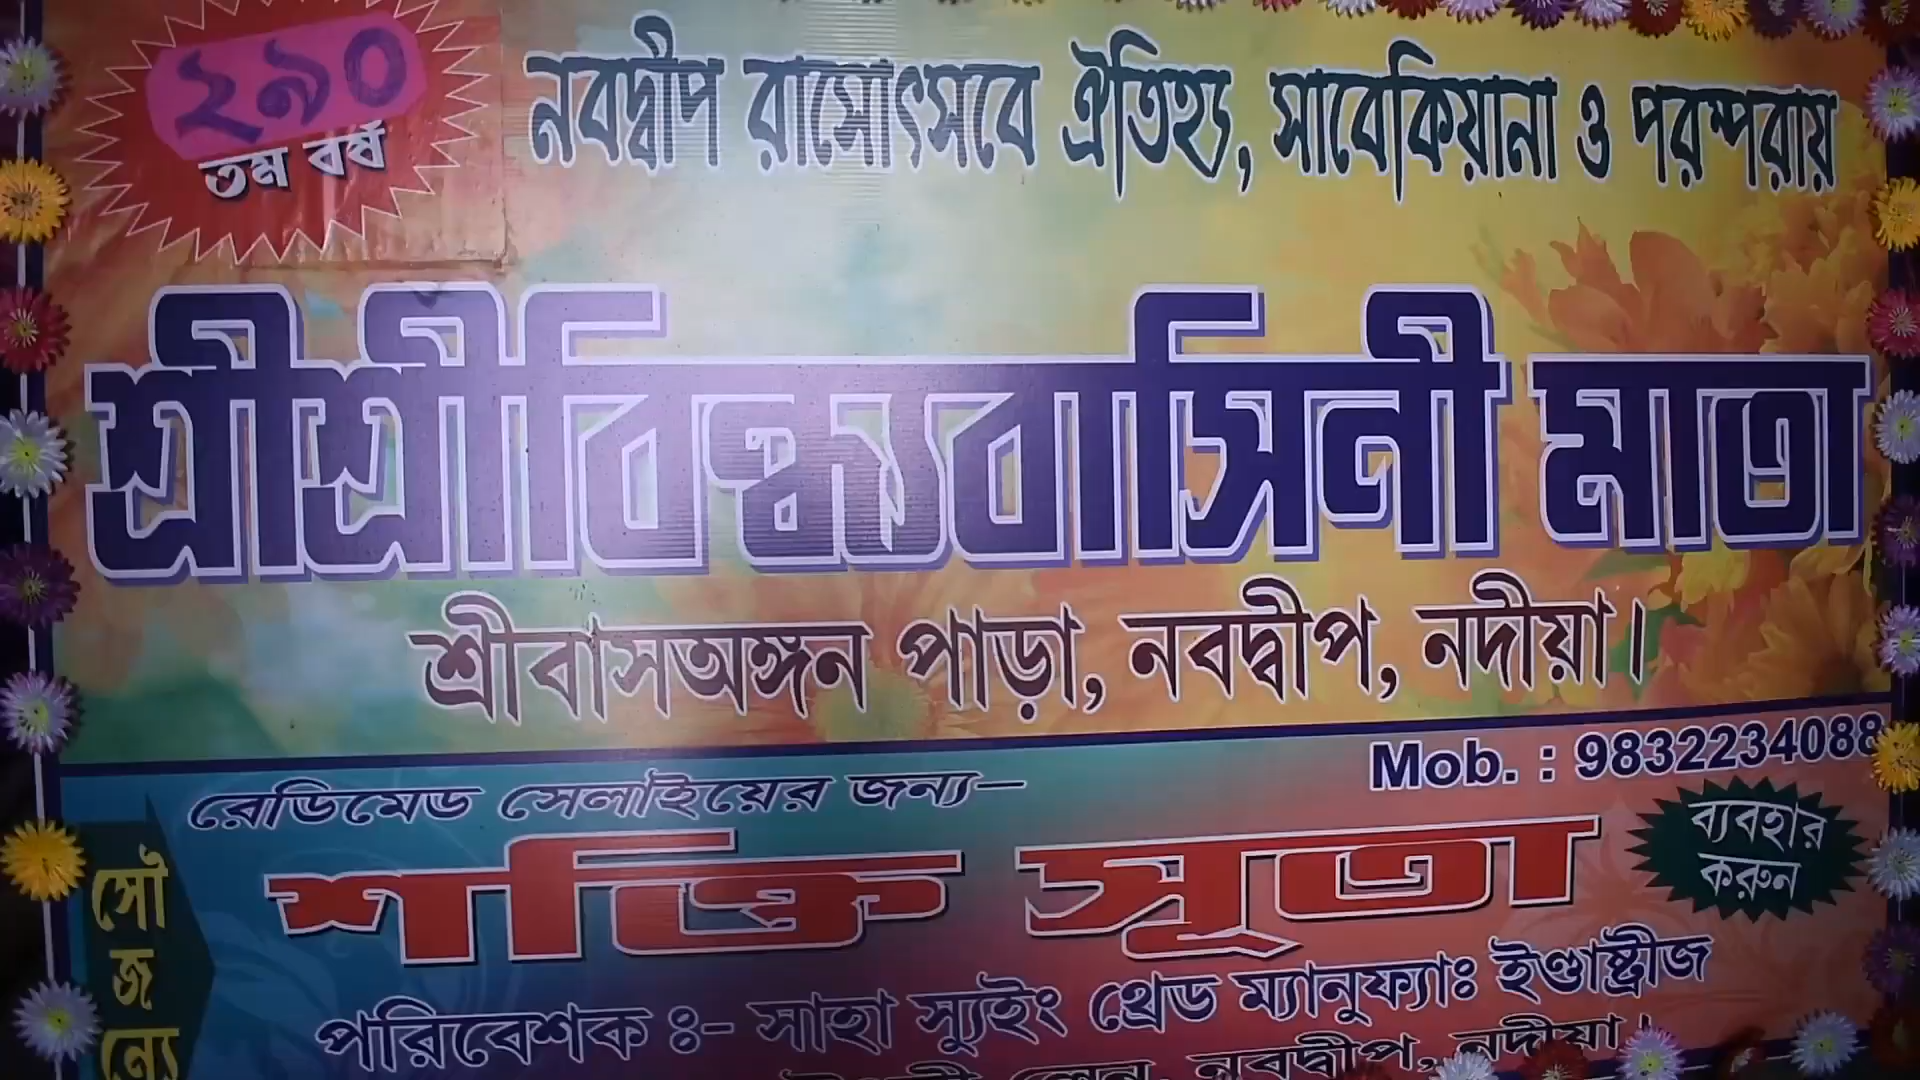 ২৯০
তম বর্ষ
নবদ্বীপ রাসোৎসবে ঐতিহ্য, সাবেকিয়ানা ও পরম্পরায়
শ্রীশ্রীবিন্ধ্যবাসিনী মাতা
শ্রীবাসঅঙ্গন পাড়া, নবদ্বীপ, নদীয়া।
Mob. : 9832234088
রেডিমেড সেলাইয়ের জন্য—
সৌজন্যে
শক্তি সূতা
ব্যবহার
করুন
পরিবেশক ঃ- সাহা স্যুইং থ্রেড ম্যানুফ্যাঃ ইণ্ডাষ্ট্রীজ
লেন, নবদ্বীপ, নদীয়া।